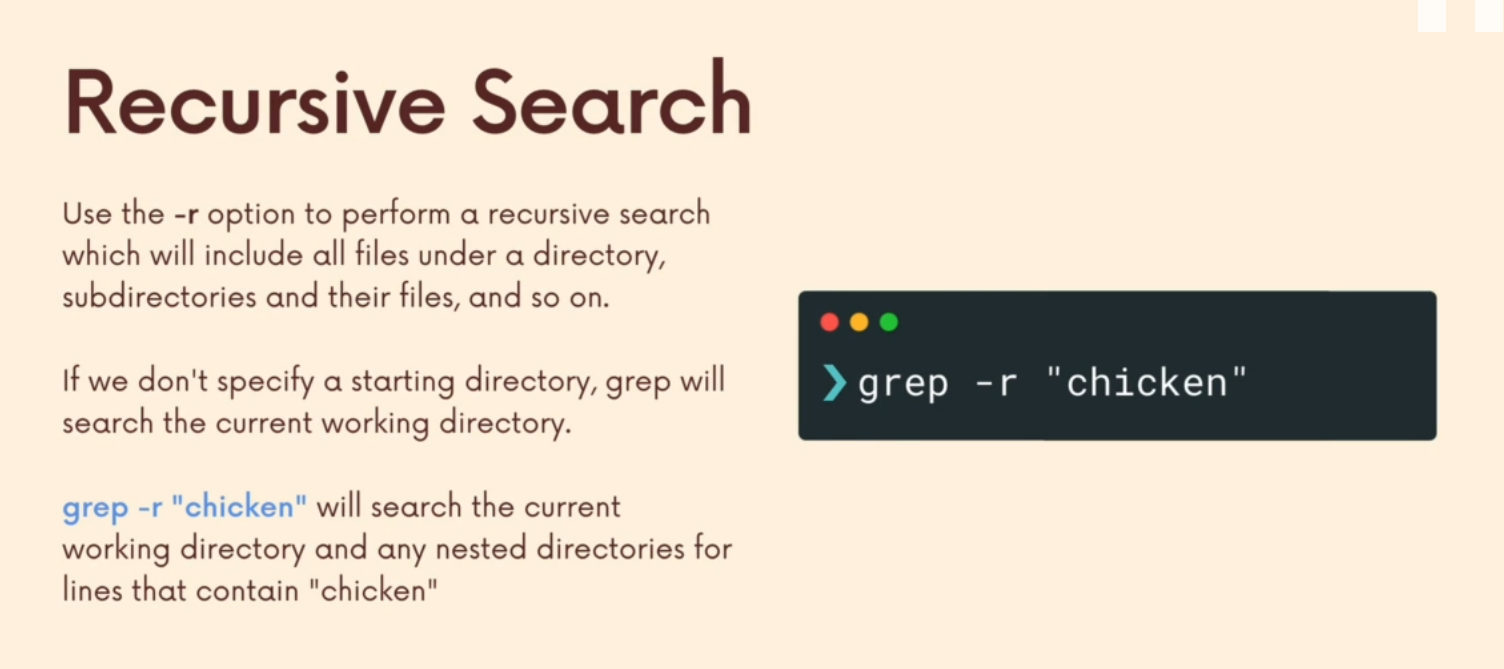 Recursive Search
Use the -r option to perform a recursive search
which will include all files under a directory,
subdirectories and their files, and so on.
If we don't specify a starting directory, grep will
search the current working directory.
grep -r "chicken" will search the current
working directory and any nested directories for
lines that contain "chicken"
❯ grep -r "chicken"